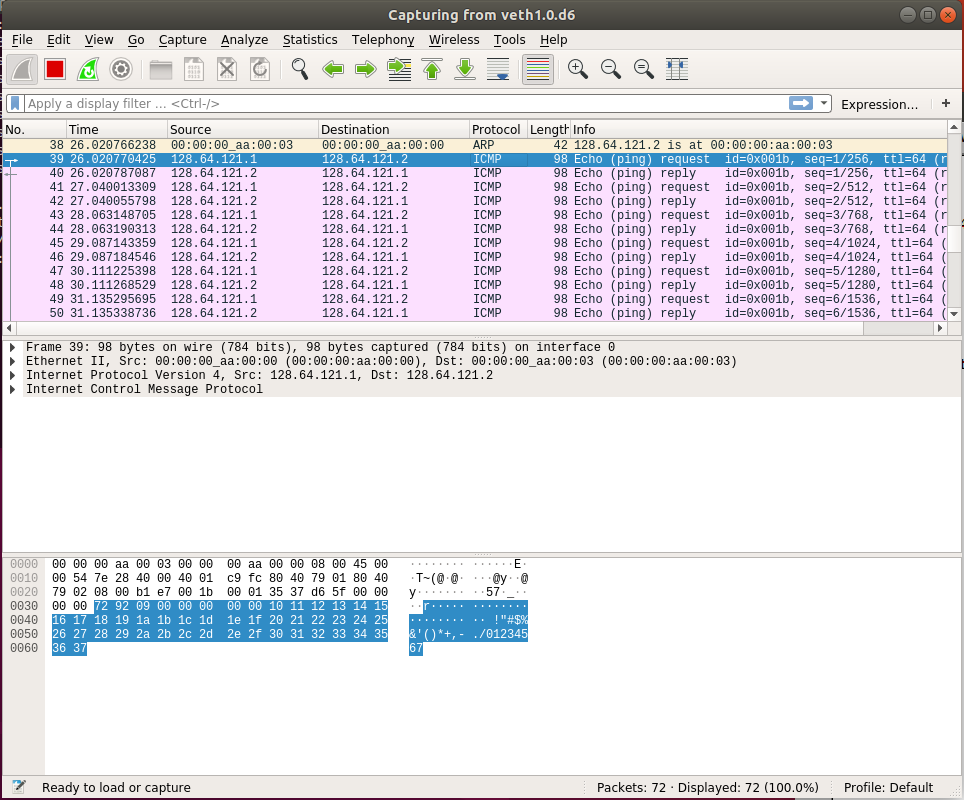 Capturing from veth1.0.d6
File Edit View Go Capture Analyze Statistics Telephony Wireless Tools Help
Apply a display filter ... <Ctrl-/> Expression... +
No. Time Source Destination Protocol Length Info
38 26.020766238 00:00:00_aa:00:03 00:00:00_aa:00:00 ARP 42 128.64.121.2 is at 00:00:00:aa:00:03
39 26.020770425 128.64.121.1 128.64.121.2 ICMP 98 Echo (ping) request id=0x001b, seq=1/256, ttl=64 (r
40 26.020787087 128.64.121.2 128.64.121.1 ICMP 98 Echo (ping) reply id=0x001b, seq=1/256, ttl=64 (r
41 27.040013309 128.64.121.1 128.64.121.2 ICMP 98 Echo (ping) request id=0x001b, seq=2/512, ttl=64 (r
42 27.040055798 128.64.121.2 128.64.121.1 ICMP 98 Echo (ping) reply id=0x001b, seq=2/512, ttl=64 (r
43 28.063148705 128.64.121.1 128.64.121.2 ICMP 98 Echo (ping) request id=0x001b, seq=3/768, ttl=64 (r
44 28.063190313 128.64.121.2 128.64.121.1 ICMP 98 Echo (ping) reply id=0x001b, seq=3/768, ttl=64 (r
45 29.087143359 128.64.121.1 128.64.121.2 ICMP 98 Echo (ping) request id=0x001b, seq=4/1024, ttl=64 (
46 29.087184546 128.64.121.2 128.64.121.1 ICMP 98 Echo (ping) reply id=0x001b, seq=4/1024, ttl=64 (
47 30.111225398 128.64.121.1 128.64.121.2 ICMP 98 Echo (ping) request id=0x001b, seq=5/1280, ttl=64 (
48 30.111268529 128.64.121.2 128.64.121.1 ICMP 98 Echo (ping) reply id=0x001b, seq=5/1280, ttl=64 (
49 31.135295695 128.64.121.1 128.64.121.2 ICMP 98 Echo (ping) request id=0x001b, seq=6/1536, ttl=64 (
50 31.135338736 128.64.121.2 128.64.121.1 ICMP 98 Echo (ping) reply id=0x001b, seq=6/1536, ttl=64 (
Frame 39: 98 bytes on wire (784 bits), 98 bytes captured (784 bits) on interface 0
Ethernet II, Src: 00:00:00_aa:00:00 (00:00:00:aa:00:00), Dst: 00:00:00_aa:00:03 (00:00:00:aa:00:03)
Internet Protocol Version 4, Src: 128.64.121.1, Dst: 128.64.121.2
Internet Control Message Protocol
0000 00 00 00 aa 00 03 00 00 00 aa 00 00 08 00 45 00 ········ ······E·
0010 00 54 7e 28 40 00 40 01 c9 fc 80 40 79 01 80 40 ·T~(@·@· ···@y··@
0020 79 02 08 00 b1 e7 00 1b 00 01 35 37 d6 5f 00 00 y······· ··57·_··
0030 00 00 72 92 09 00 00 00 00 00 10 11 12 13 14 15 ··r····· ········
0040 16 17 18 19 1a 1b 1c 1d 1e 1f 20 21 22 23 24 25 ········ ·· !"#$%
0050 26 27 28 29 2a 2b 2c 2d 2e 2f 30 31 32 33 34 35 &'()*+,- ./012345
0060 36 37 67
Ready to load or capture Packets: 72 · Displayed: 72 (100.0%) Profile: Default